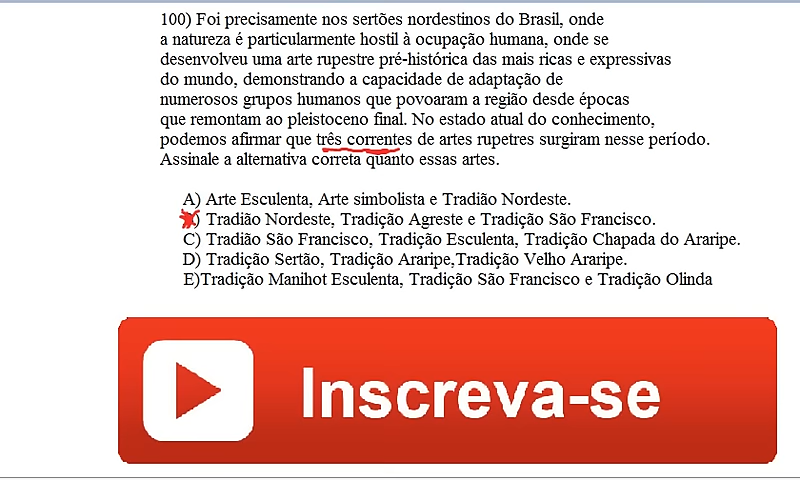 100) Foi precisamente nos sertões nordestinos do Brasil, onde
a natureza é particularmente hostil à ocupação humana, onde se
desenvolveu uma arte rupestre pré-histórica das mais ricas e expressivas
do mundo, demonstrando a capacidade de adaptação de
numerosos grupos humanos que povoaram a região desde épocas
que remontam ao pleistoceno final. No estado atual do conhecimento,
podemos afirmar que três correntes de artes rupetres surgiram nesse período.
Assinale a alternativa correta quanto essas artes.
A) Arte Esculenta, Arte simbolista e Tradião Nordeste.
) Tradião Nordeste, Tradição Agreste e Tradição São Francisco.
C) Tradião São Francisco, Tradição Esculenta, Tradição Chapada do Araripe.
D) Tradição Sertão, Tradição Araripe,Tradição Velho Araripe.
E)Tradição Manihot Esculenta, Tradição São Francisco e Tradição Olinda
Inscreva-se